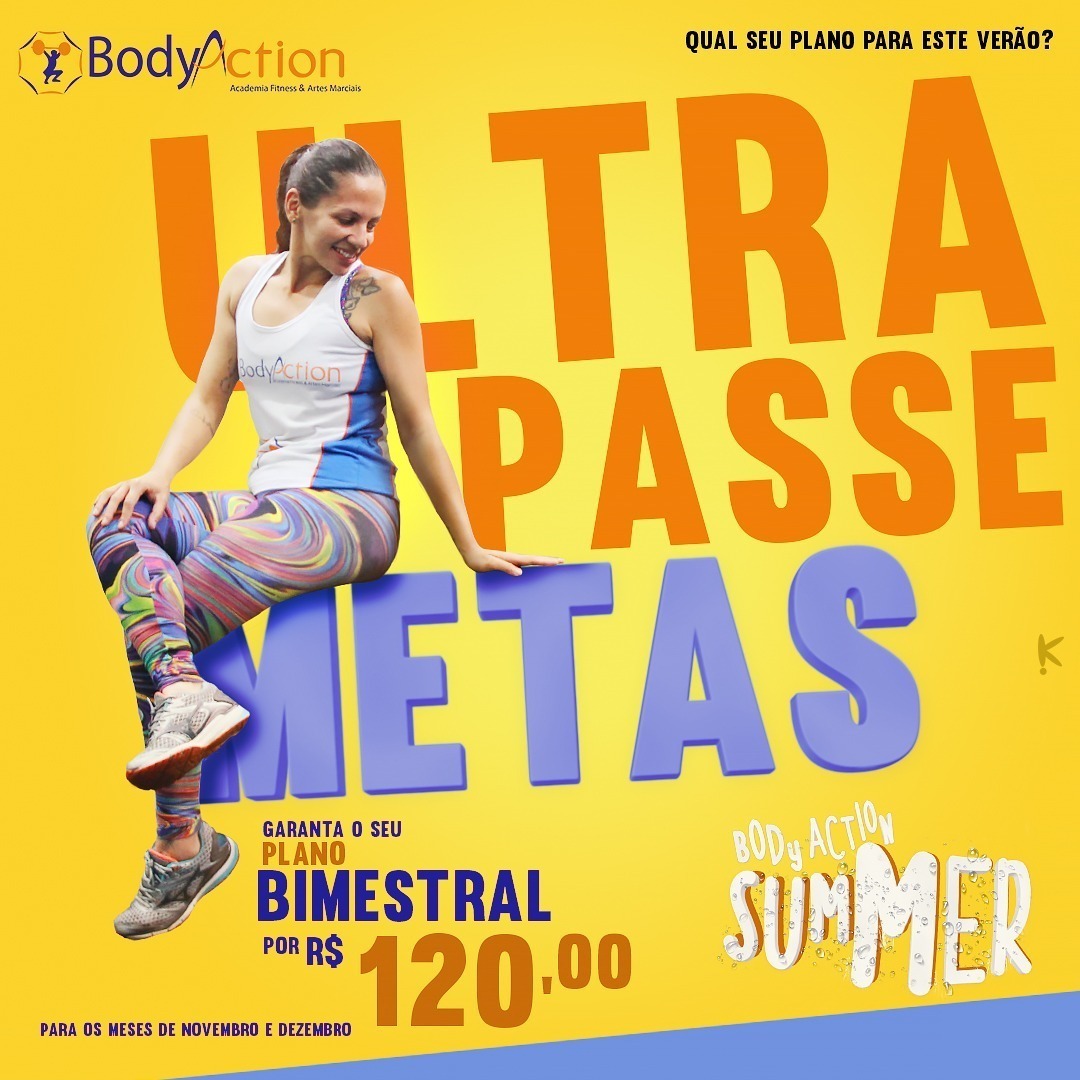 BodyAction
Academia Fitness & Artes Marciais
QUAL SEU PLANO PARA ESTE VERÃO?
ULTRA
PASSE
METAS
BodyAction
GARANTA O SEU
PLANO
BIMESTRAL
POR R$ 120,00
PARA OS MESES DE NOVEMBRO E DEZEMBRO
BODy ACTION
SUMMER
K